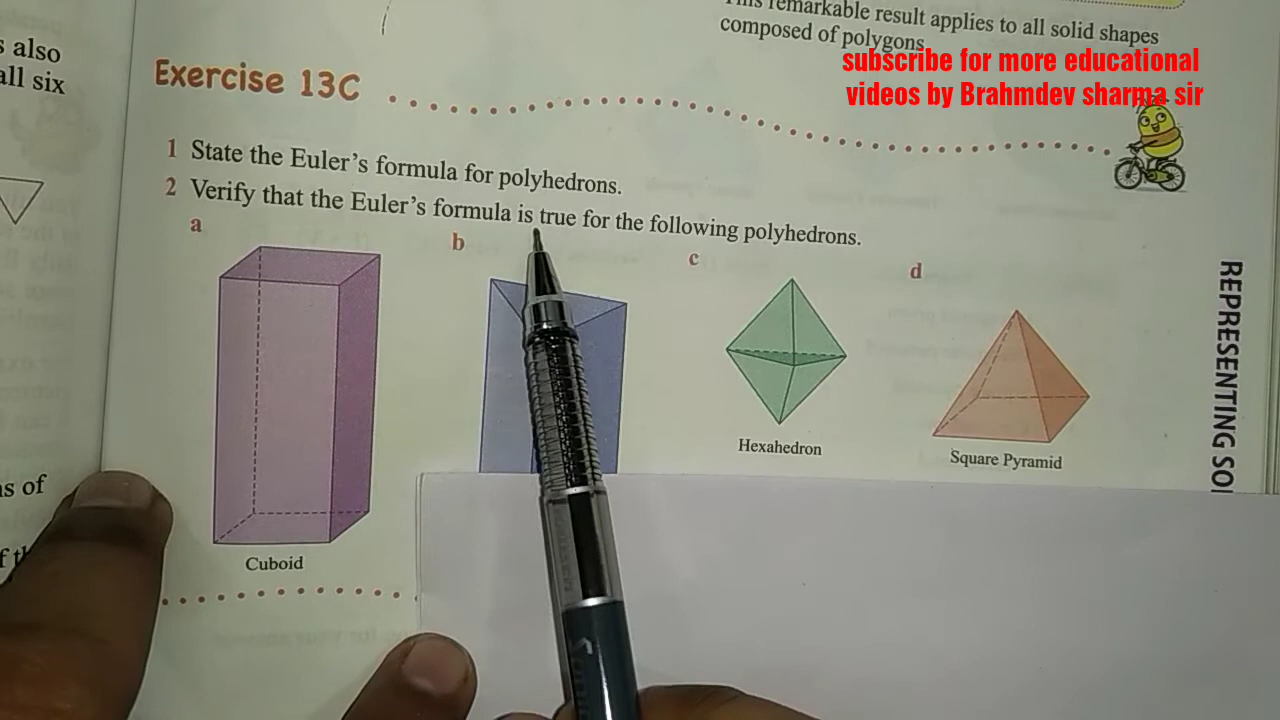 s also
all six
This remarkable result applies to all solid shapes
composed of polygons
subscribe for more educational
videos by Brahmdev sharma sir
Exercise 13C
1 State the Euler's formula for polyhedrons.
2 Verify that the Euler's formula is true for the following polyhedrons.
a
b
c
d
Cuboid
Hexahedron
Square Pyramid
REPRESENTING SO
s of